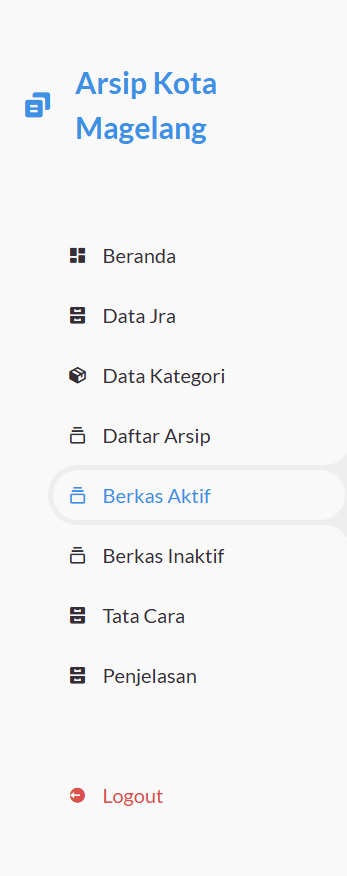 Arsip Kota
Magelang
Beranda
Data Jra
Data Kategori
Daftar Arsip
Berkas Aktif
Berkas Inaktif
Tata Cara
Penjelasan
Logout